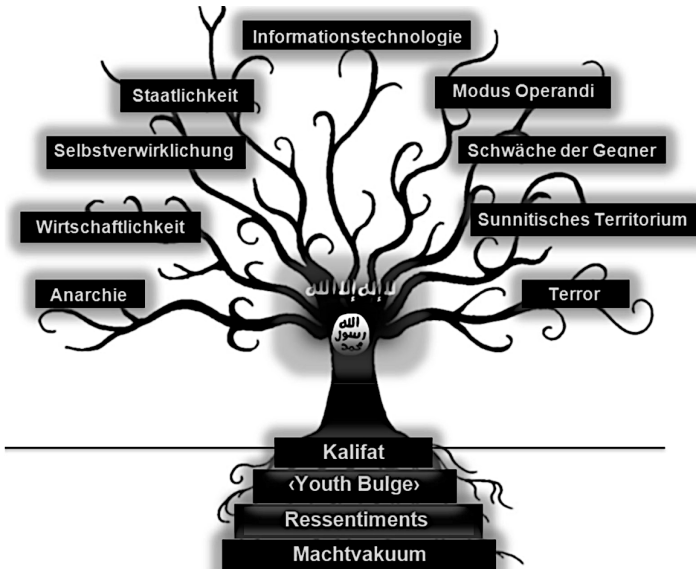 Informationstechnologie
Staatlichkeit
Modus Operandi
Selbstverwirklichung
Schwäche der Gegner
Wirtschaftlichkeit
Sunnitisches Territorium
Anarchie
Terror
لا إله إلا الله
الله
رسول
محمد
Kalifat
‹Youth Bulge›
Ressentiments
Machtvakuum